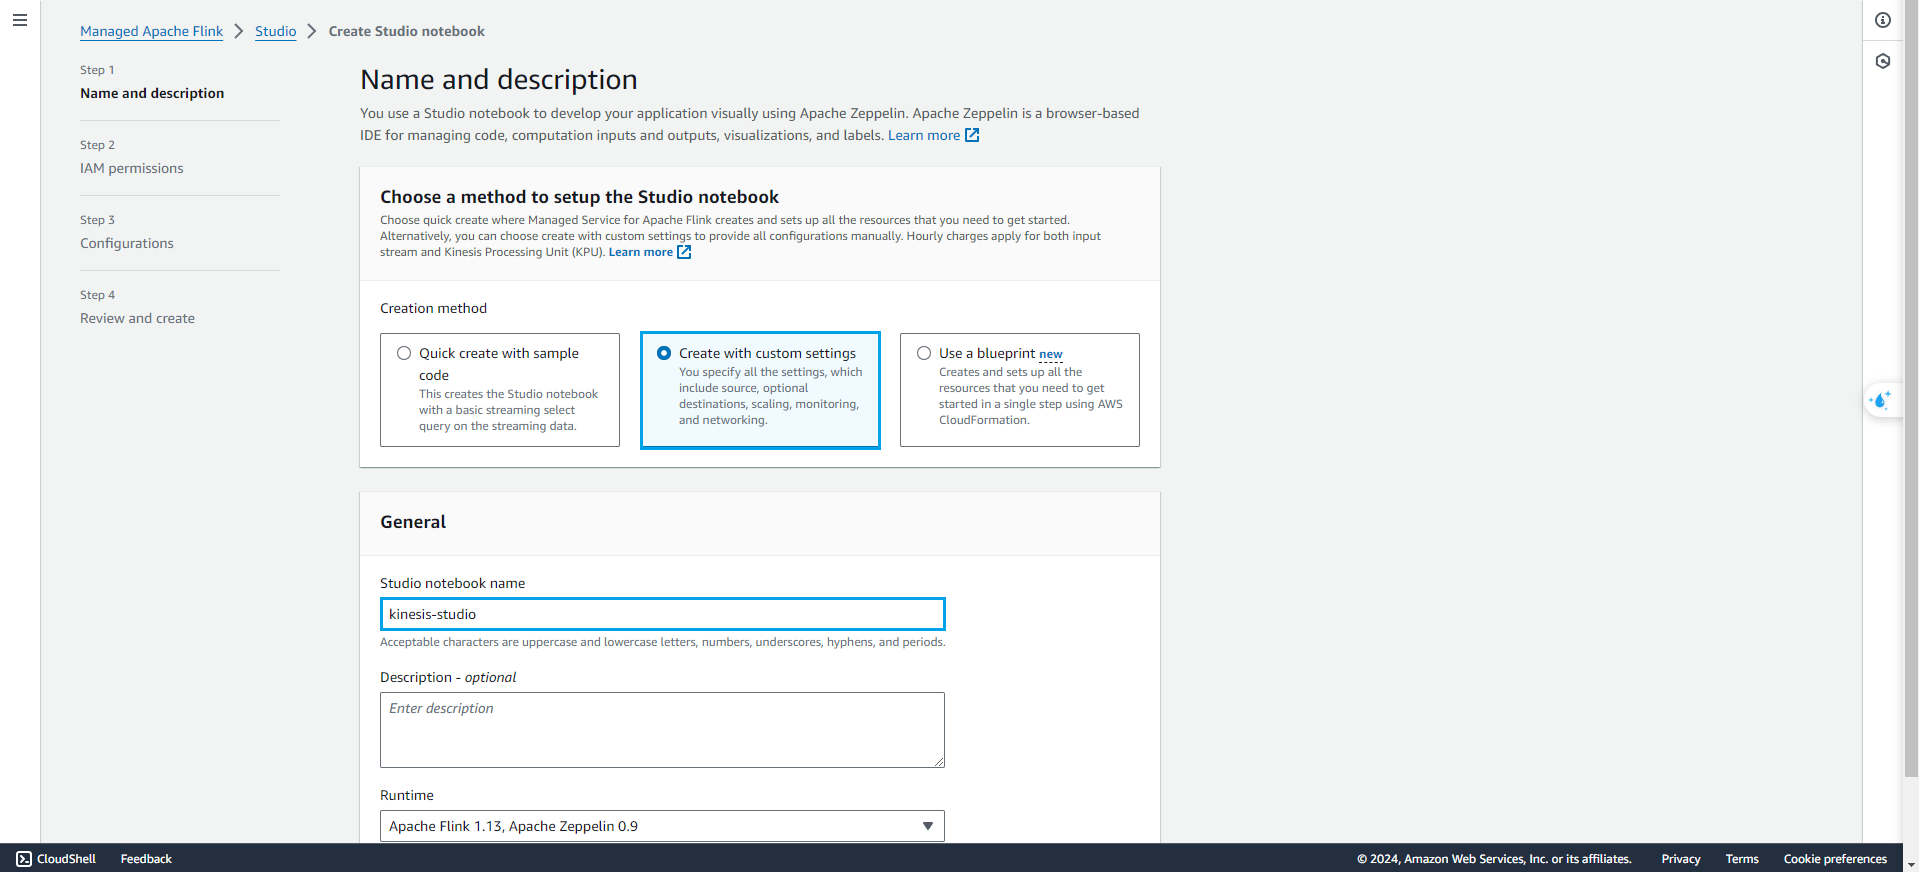 Managed Apache Flink > Studio > Create Studio notebook
Step 1
Name and description
Step 2
IAM permissions
Step 3
Configurations
Step 4
Review and create
Name and description
You use a Studio notebook to develop your application visually using Apache Zeppelin. Apache Zeppelin is a browser-based
IDE for managing code, computation inputs and outputs, visualizations, and labels. Learn more
Choose a method to setup the Studio notebook
Choose quick create where Managed Service for Apache Flink creates and sets up all the resources that you need to get started.
Alternatively, you can choose create with custom settings to provide all configurations manually. Hourly charges apply for both input
stream and Kinesis Processing Unit (KPU). Learn more
Creation method
Quick create with sample
code
This creates the Studio notebook
with a basic streaming select
query on the streaming data.
Create with custom settings
You specify all the settings, which
include source, optional
destinations, scaling, monitoring,
and networking.
Use a blueprint new
Creates and sets up all the
resources that you need to get
started in a single step using AWS
CloudFormation.
General
Studio notebook name
kinesis-studio
Acceptable characters are uppercase and lowercase letters, numbers, underscores, hyphens, and periods.
Description - optional
Enter description
Runtime
Apache Flink 1.13, Apache Zeppelin 0.9
CloudShell Feedback © 2024, Amazon Web Services, Inc. or its affiliates. Privacy Terms Cookie preferences